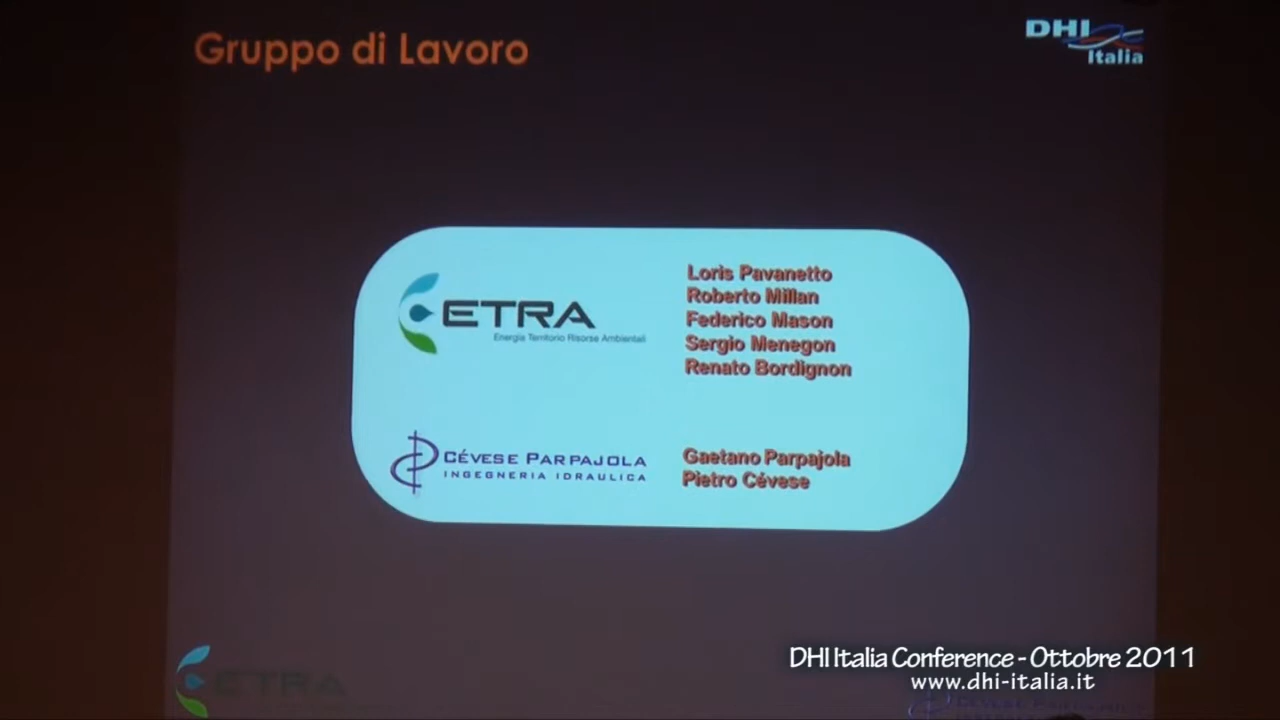 Gruppo di Lavoro
DHI
Italia
ETRA
Energia Territorio Risorse Ambientali
Loris Pavanetto
Roberto Millan
Federico Mason
Sergio Menegon
Renato Bordignon
CÉVESE PARPAJOLA
INGEGNERIA IDRAULICA
Gaetano Parpajola
Pietro Cévese
DHI Italia Conference - Ottobre 2011
www.dhi-italia.it
ETRA
CÉVESE PARPAJOLA